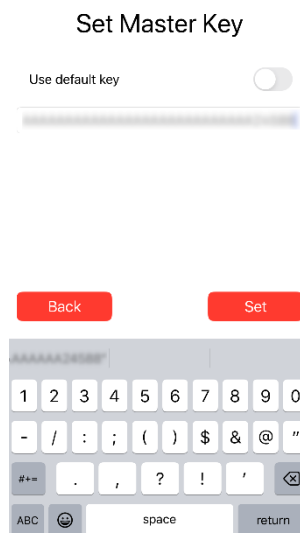 Set Master Key
Use default key
Back
Set
1 2 3 4 5 6 7 8 9 0
- / : ; ( ) $ & @ "
#+= . , ? ! ’
ABC space return